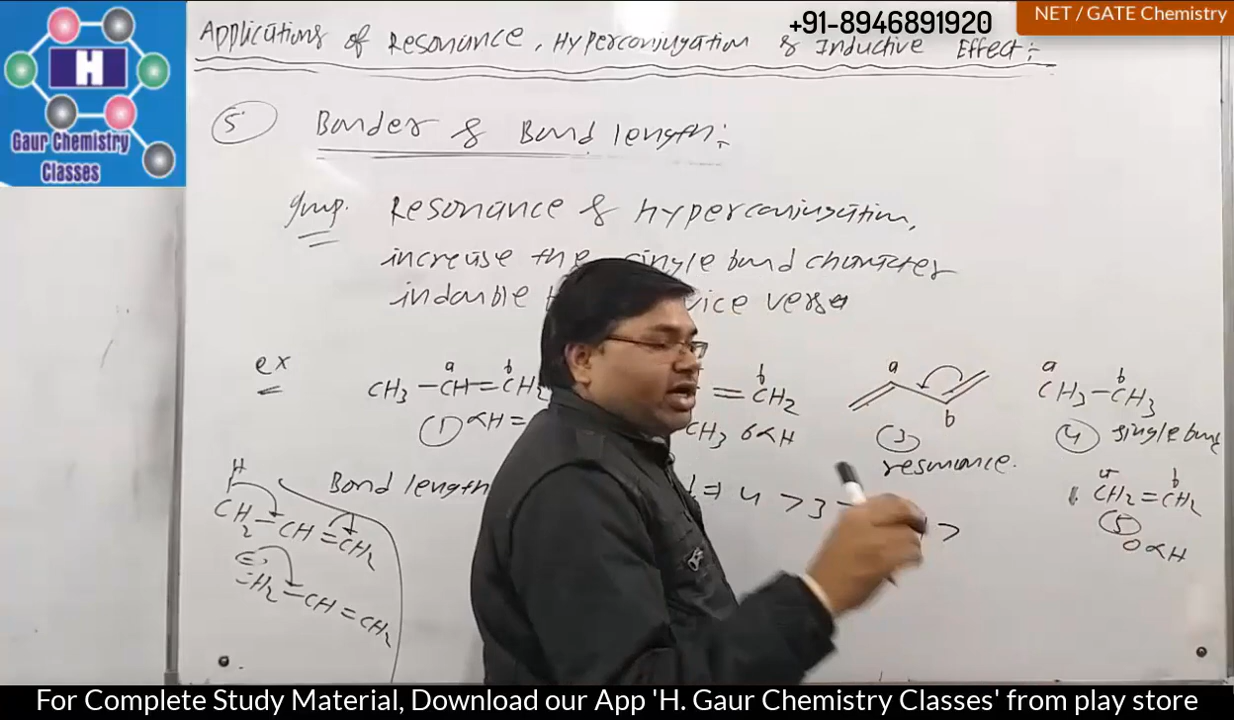 +91-8946891920
NET / GATE Chemistry
Applications of Resonance, Hyperconjugation & Inductive Effect:-
H
Gaur Chemistry
Classes
5 Border & Bond length:-
Imp. Resonance & Hyperconjugation,
increase the single bond character
indouble vice versa
ex
a b
CH3-CH=CH2
1 αH =
b
=CH2
CH3 6αH
a
b
3
resonance.
a b
CH3-CH3
4 single bond
H
CH2-CH=CH2
CH2=CH=CH2
Bond length
4 > 3
>
a b
CH2=CH2
5
0αH
For Complete Study Material, Download our App 'H. Gaur Chemistry Classes' from play store